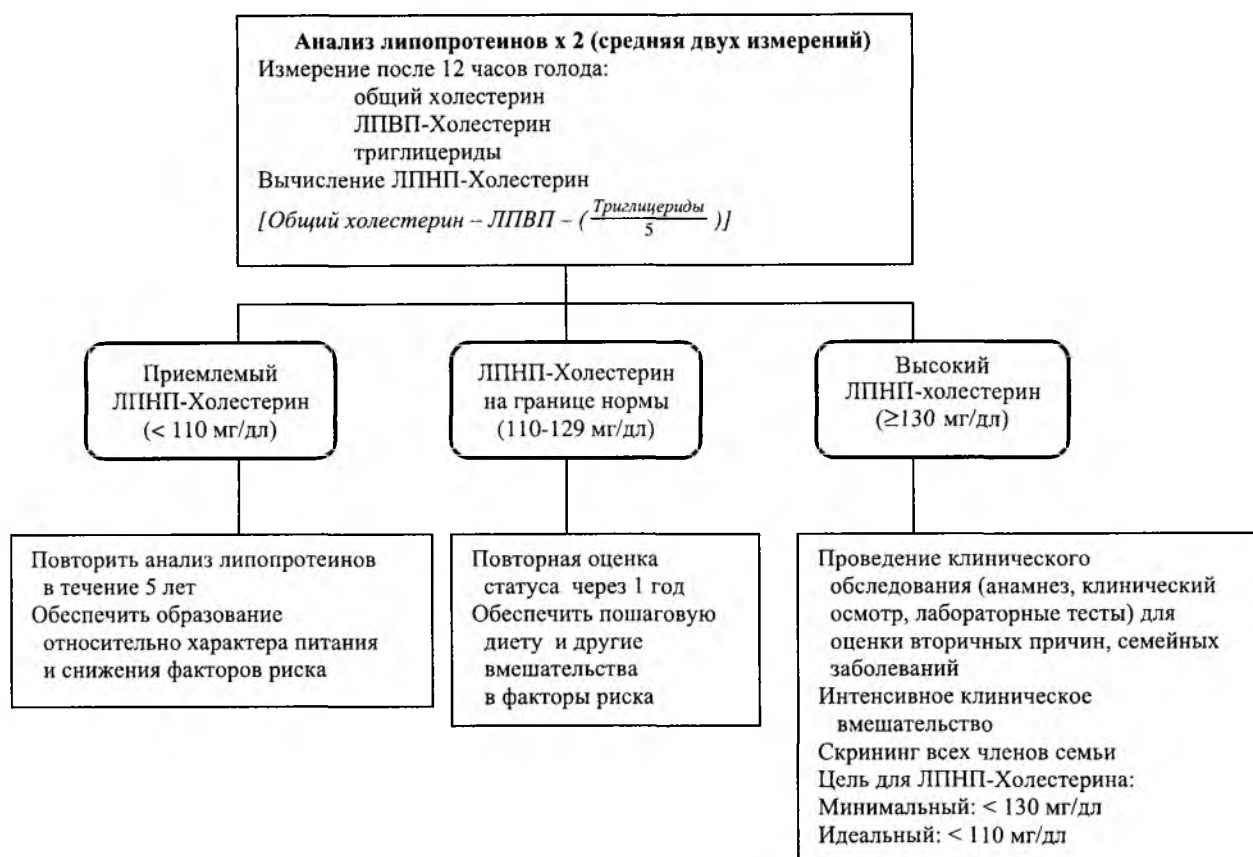 Анализ липопротеинов х 2 (средняя двух измерений)
Измерение после 12 часов голода:
общий холестерин
ЛПВП-Холестерин
триглицериды
Вычисление ЛПНП-Холестерин
[Общий холестерин – ЛПВП – (Триглицериды/5)]
Приемлемый
ЛПНП-Холестерин
(< 110 мг/дл)
ЛПНП-Холестерин
на границе нормы
(110-129 мг/дл)
Высокий
ЛПНП-холестерин
(≥130 мг/дл)
Повторить анализ липопротеинов
в течение 5 лет
Обеспечить образование
относительно характера питания
и снижения факторов риска
Повторная оценка
статуса через 1 год
Обеспечить пошаговую
диету и другие
вмешательства
в факторы риска
Проведение клинического
обследования (анамнез, клинический
осмотр, лабораторные тесты) для
оценки вторичных причин, семейных
заболеваний
Интенсивное клиническое
вмешательство
Скрининг всех членов семьи
Цель для ЛПНП-Холестерина:
Минимальный: < 130 мг/дл
Идеальный: < 110 мг/дл